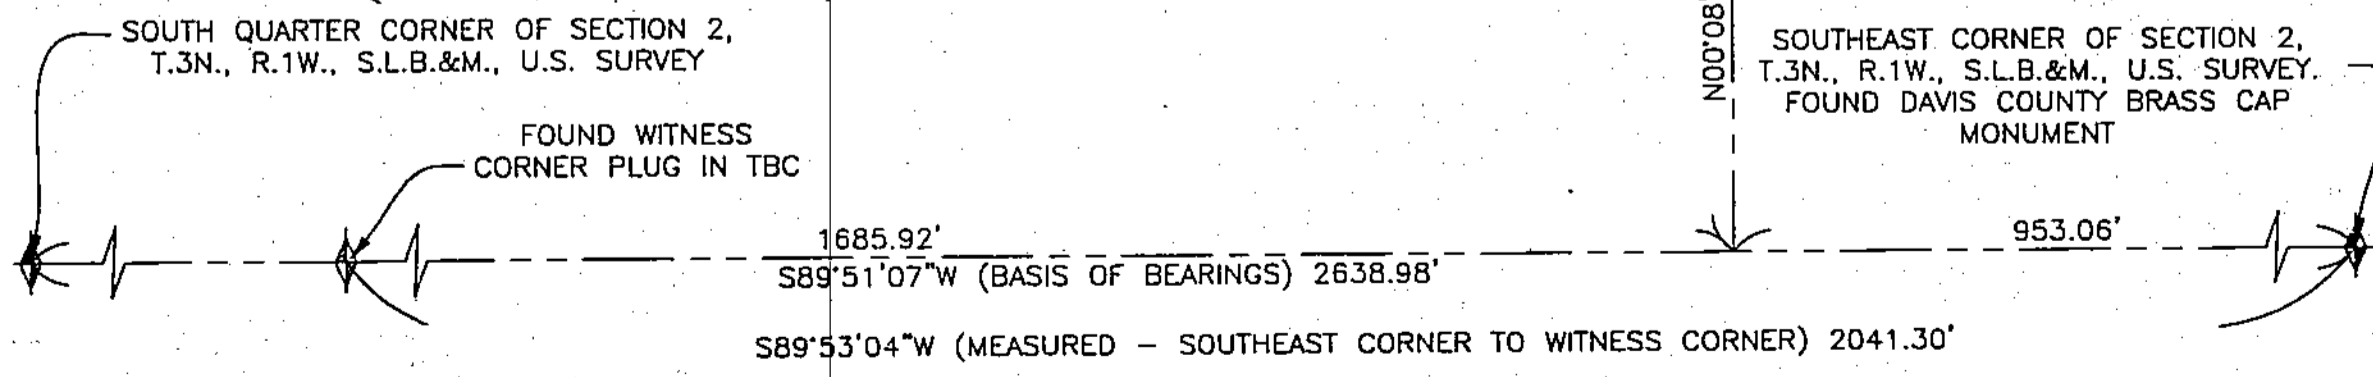 SOUTH QUARTER CORNER OF SECTION 2,
T.3N., R.1W., S.L.B.&M., U.S. SURVEY
FOUND WITNESS
CORNER PLUG IN TBC
N00°08
SOUTHEAST CORNER OF SECTION 2,
T.3N., R.1W., S.L.B.&M., U.S. SURVEY.
FOUND DAVIS COUNTY BRASS CAP
MONUMENT
1685.92'
953.06'
S89°51'07"W (BASIS OF BEARINGS) 2638.98'
S89°53'04"W (MEASURED – SOUTHEAST CORNER TO WITNESS CORNER) 2041.30'